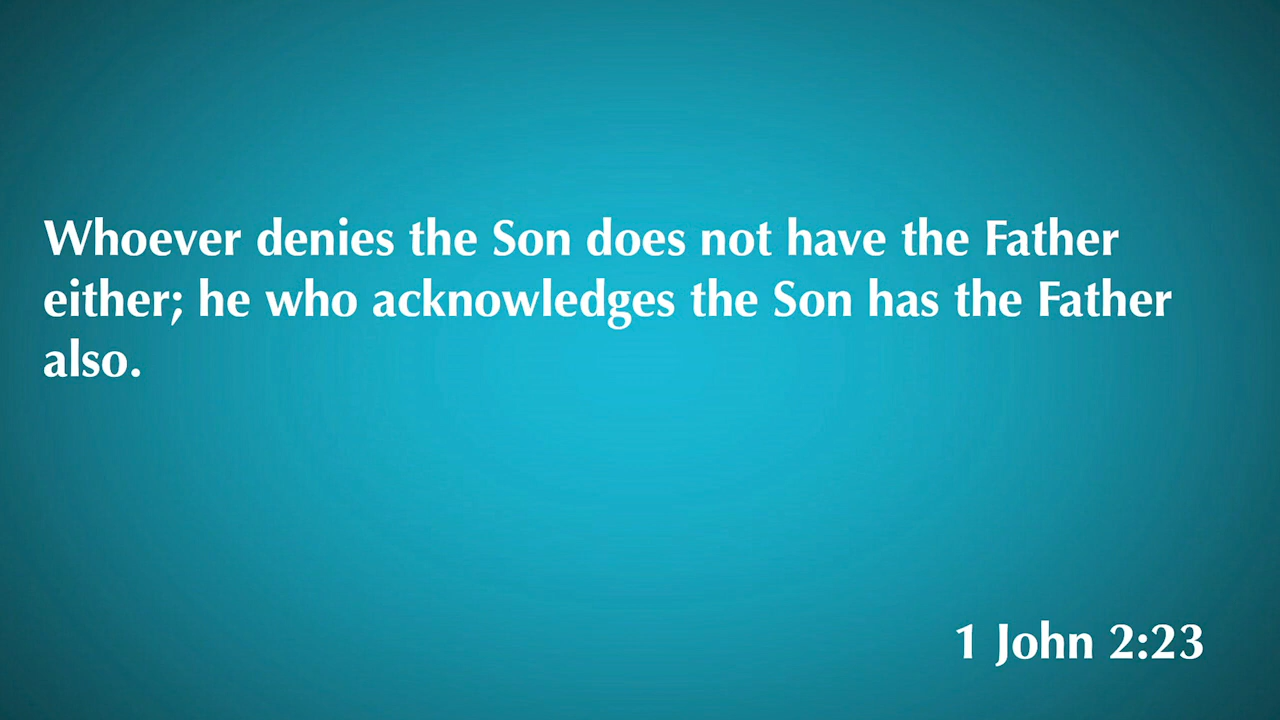 Whoever denies the Son does not have the Father
either; he who acknowledges the Son has the Father
also.
1 John 2:23